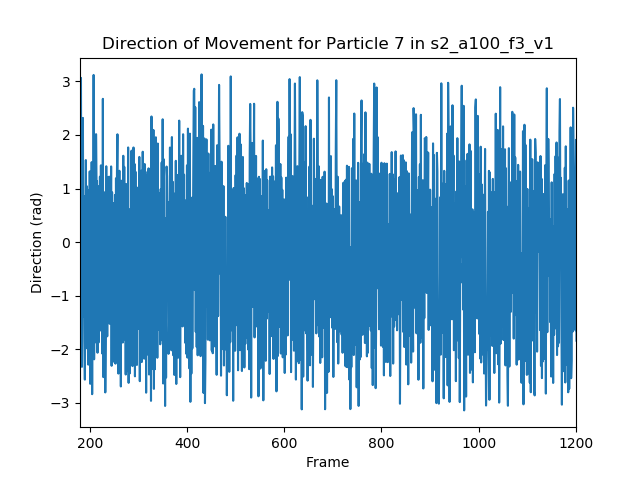 Direction of Movement for Particle 7 in s2_a100_f3_v1
3
2
1
0
−1
−2
−3
Direction (rad)
200 400 600 800 1000 1200
Frame